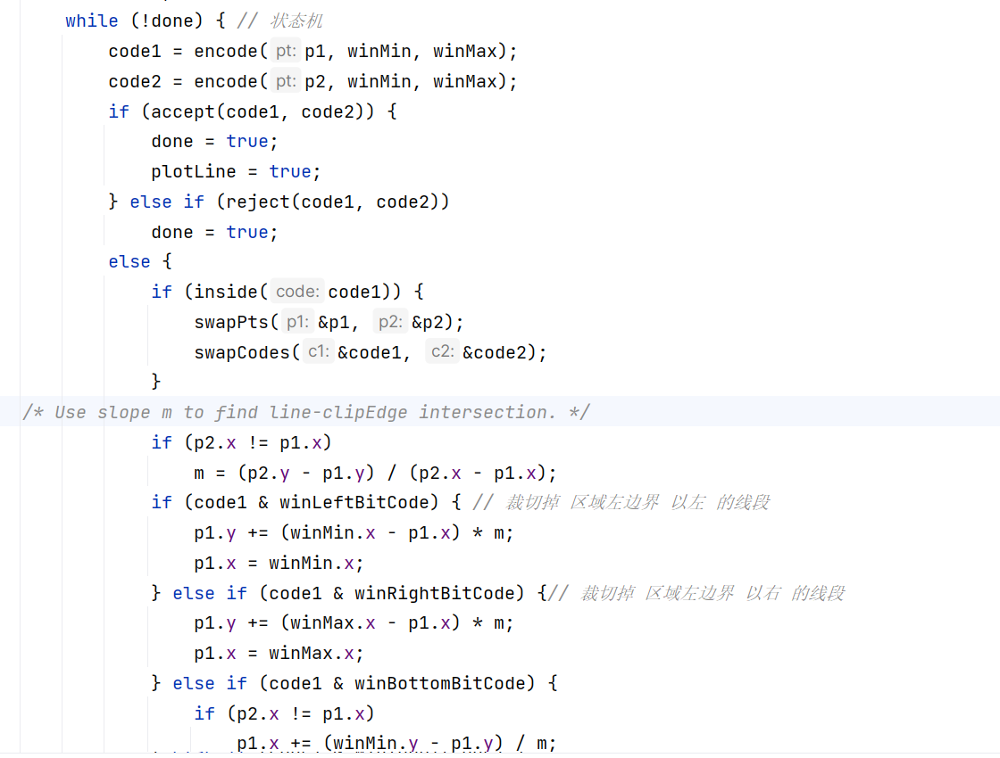 while (!done) { // 状态机
code1 = encode( pt: p1, winMin, winMax);
code2 = encode( pt: p2, winMin, winMax);
if (accept(code1, code2)) {
done = true;
plotLine = true;
} else if (reject(code1, code2))
done = true;
else {
if (inside( code: code1)) {
swapPts( p1: &p1, p2: &p2);
swapCodes( c1: &code1, c2: &code2);
}
/* Use slope m to find line-clipEdge intersection. */
if (p2.x != p1.x)
m = (p2.y - p1.y) / (p2.x - p1.x);
if (code1 & winLeftBitCode) { // 裁切掉 区域左边界 以左 的线段
p1.y += (winMin.x - p1.x) * m;
p1.x = winMin.x;
} else if (code1 & winRightBitCode) {// 裁切掉 区域左边界 以右 的线段
p1.y += (winMax.x - p1.x) * m;
p1.x = winMax.x;
} else if (code1 & winBottomBitCode) {
if (p2.x != p1.x)
p1.x += (winMin.y - p1.y) / m;